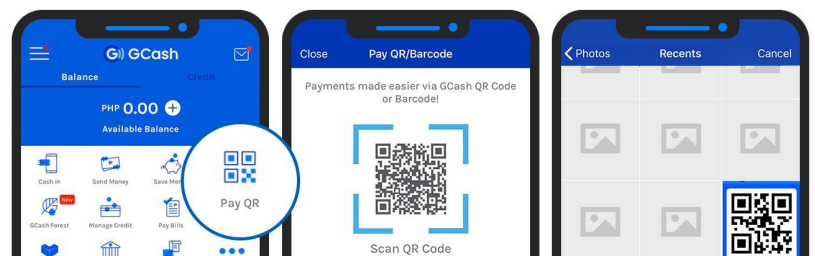 GCash
Balance
Credit
PHP 0.00
Available Balance
Cash In
Send Money
Save Mon
Pay QR
New
GCash Forest
Manage Credit
Pay Bills
Close
Pay QR/Barcode
Payments made easier via GCash QR Code
or Barcode!
Scan QR Code
Photos
Recents
Cancel